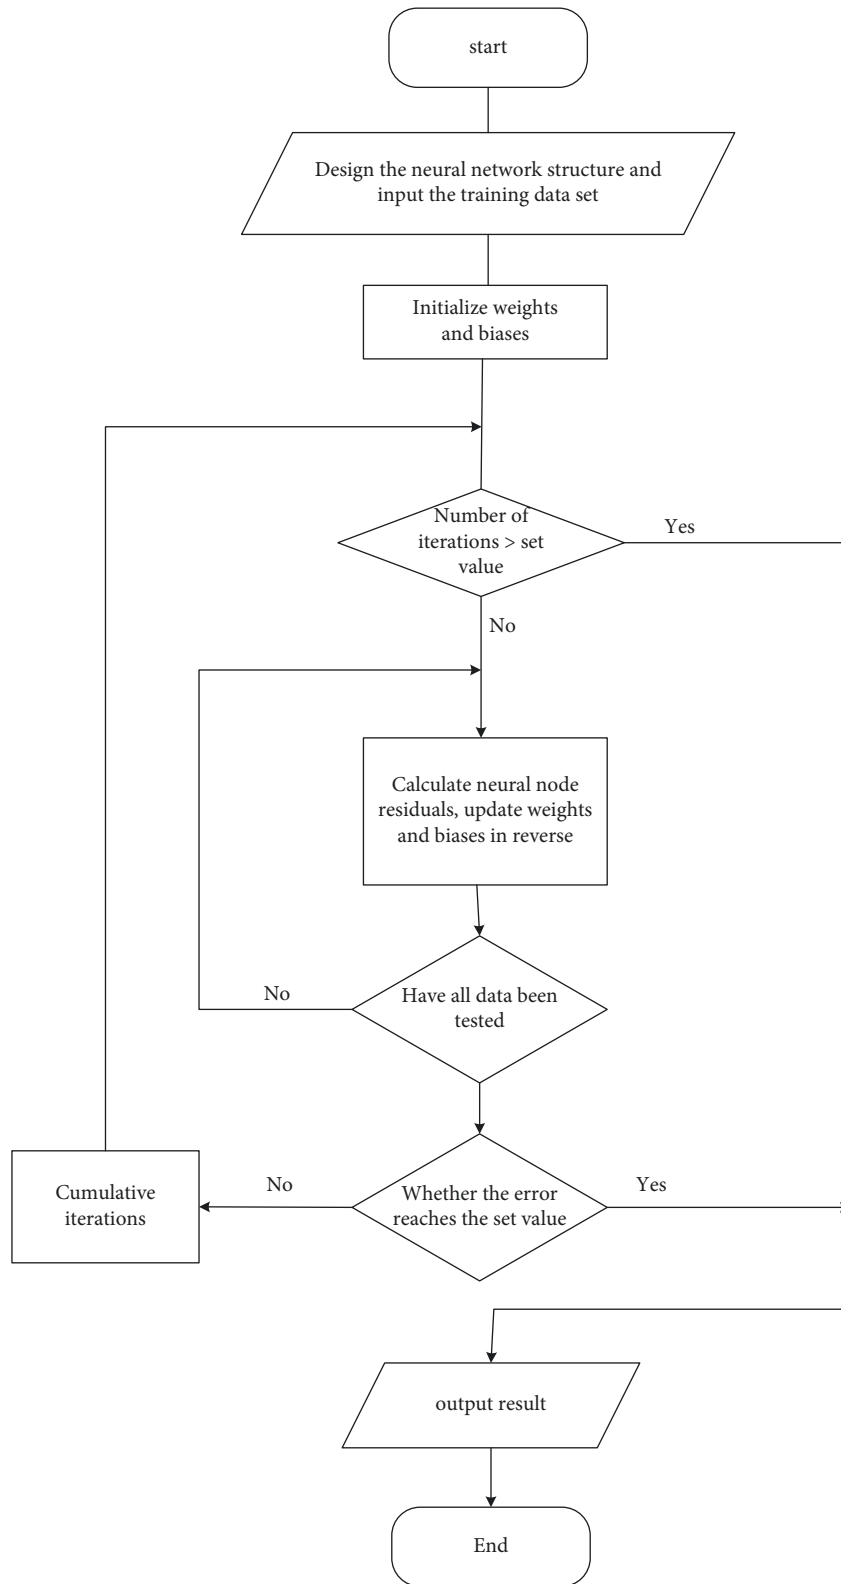 start
Design the neural network structure and
input the training data set
Initialize weights
and biases
Number of
iterations > set
value
Yes
No
Calculate neural node
residuals, update weights
and biases in reverse
No
Have all data been
tested
Cumulative
iterations
No
Whether the error
reaches the set value
Yes
output result
End